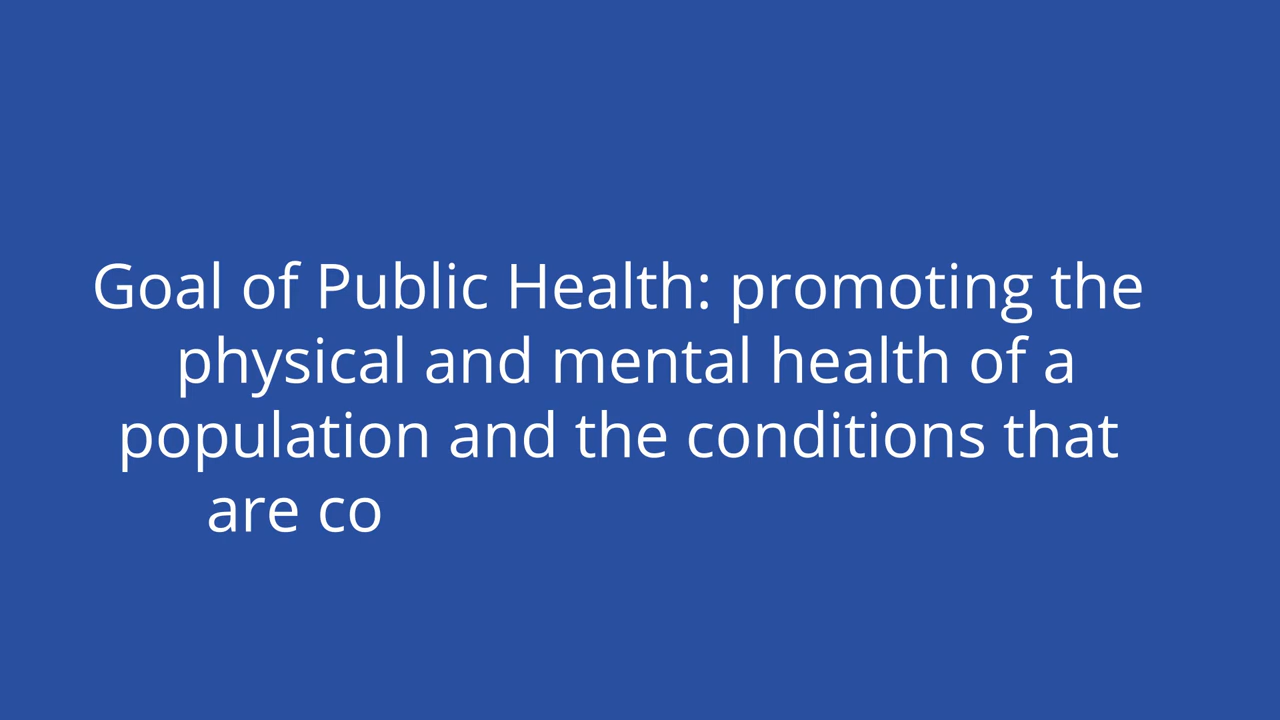 Goal of Public Health: promoting the
physical and mental health of a
population and the conditions that
are co